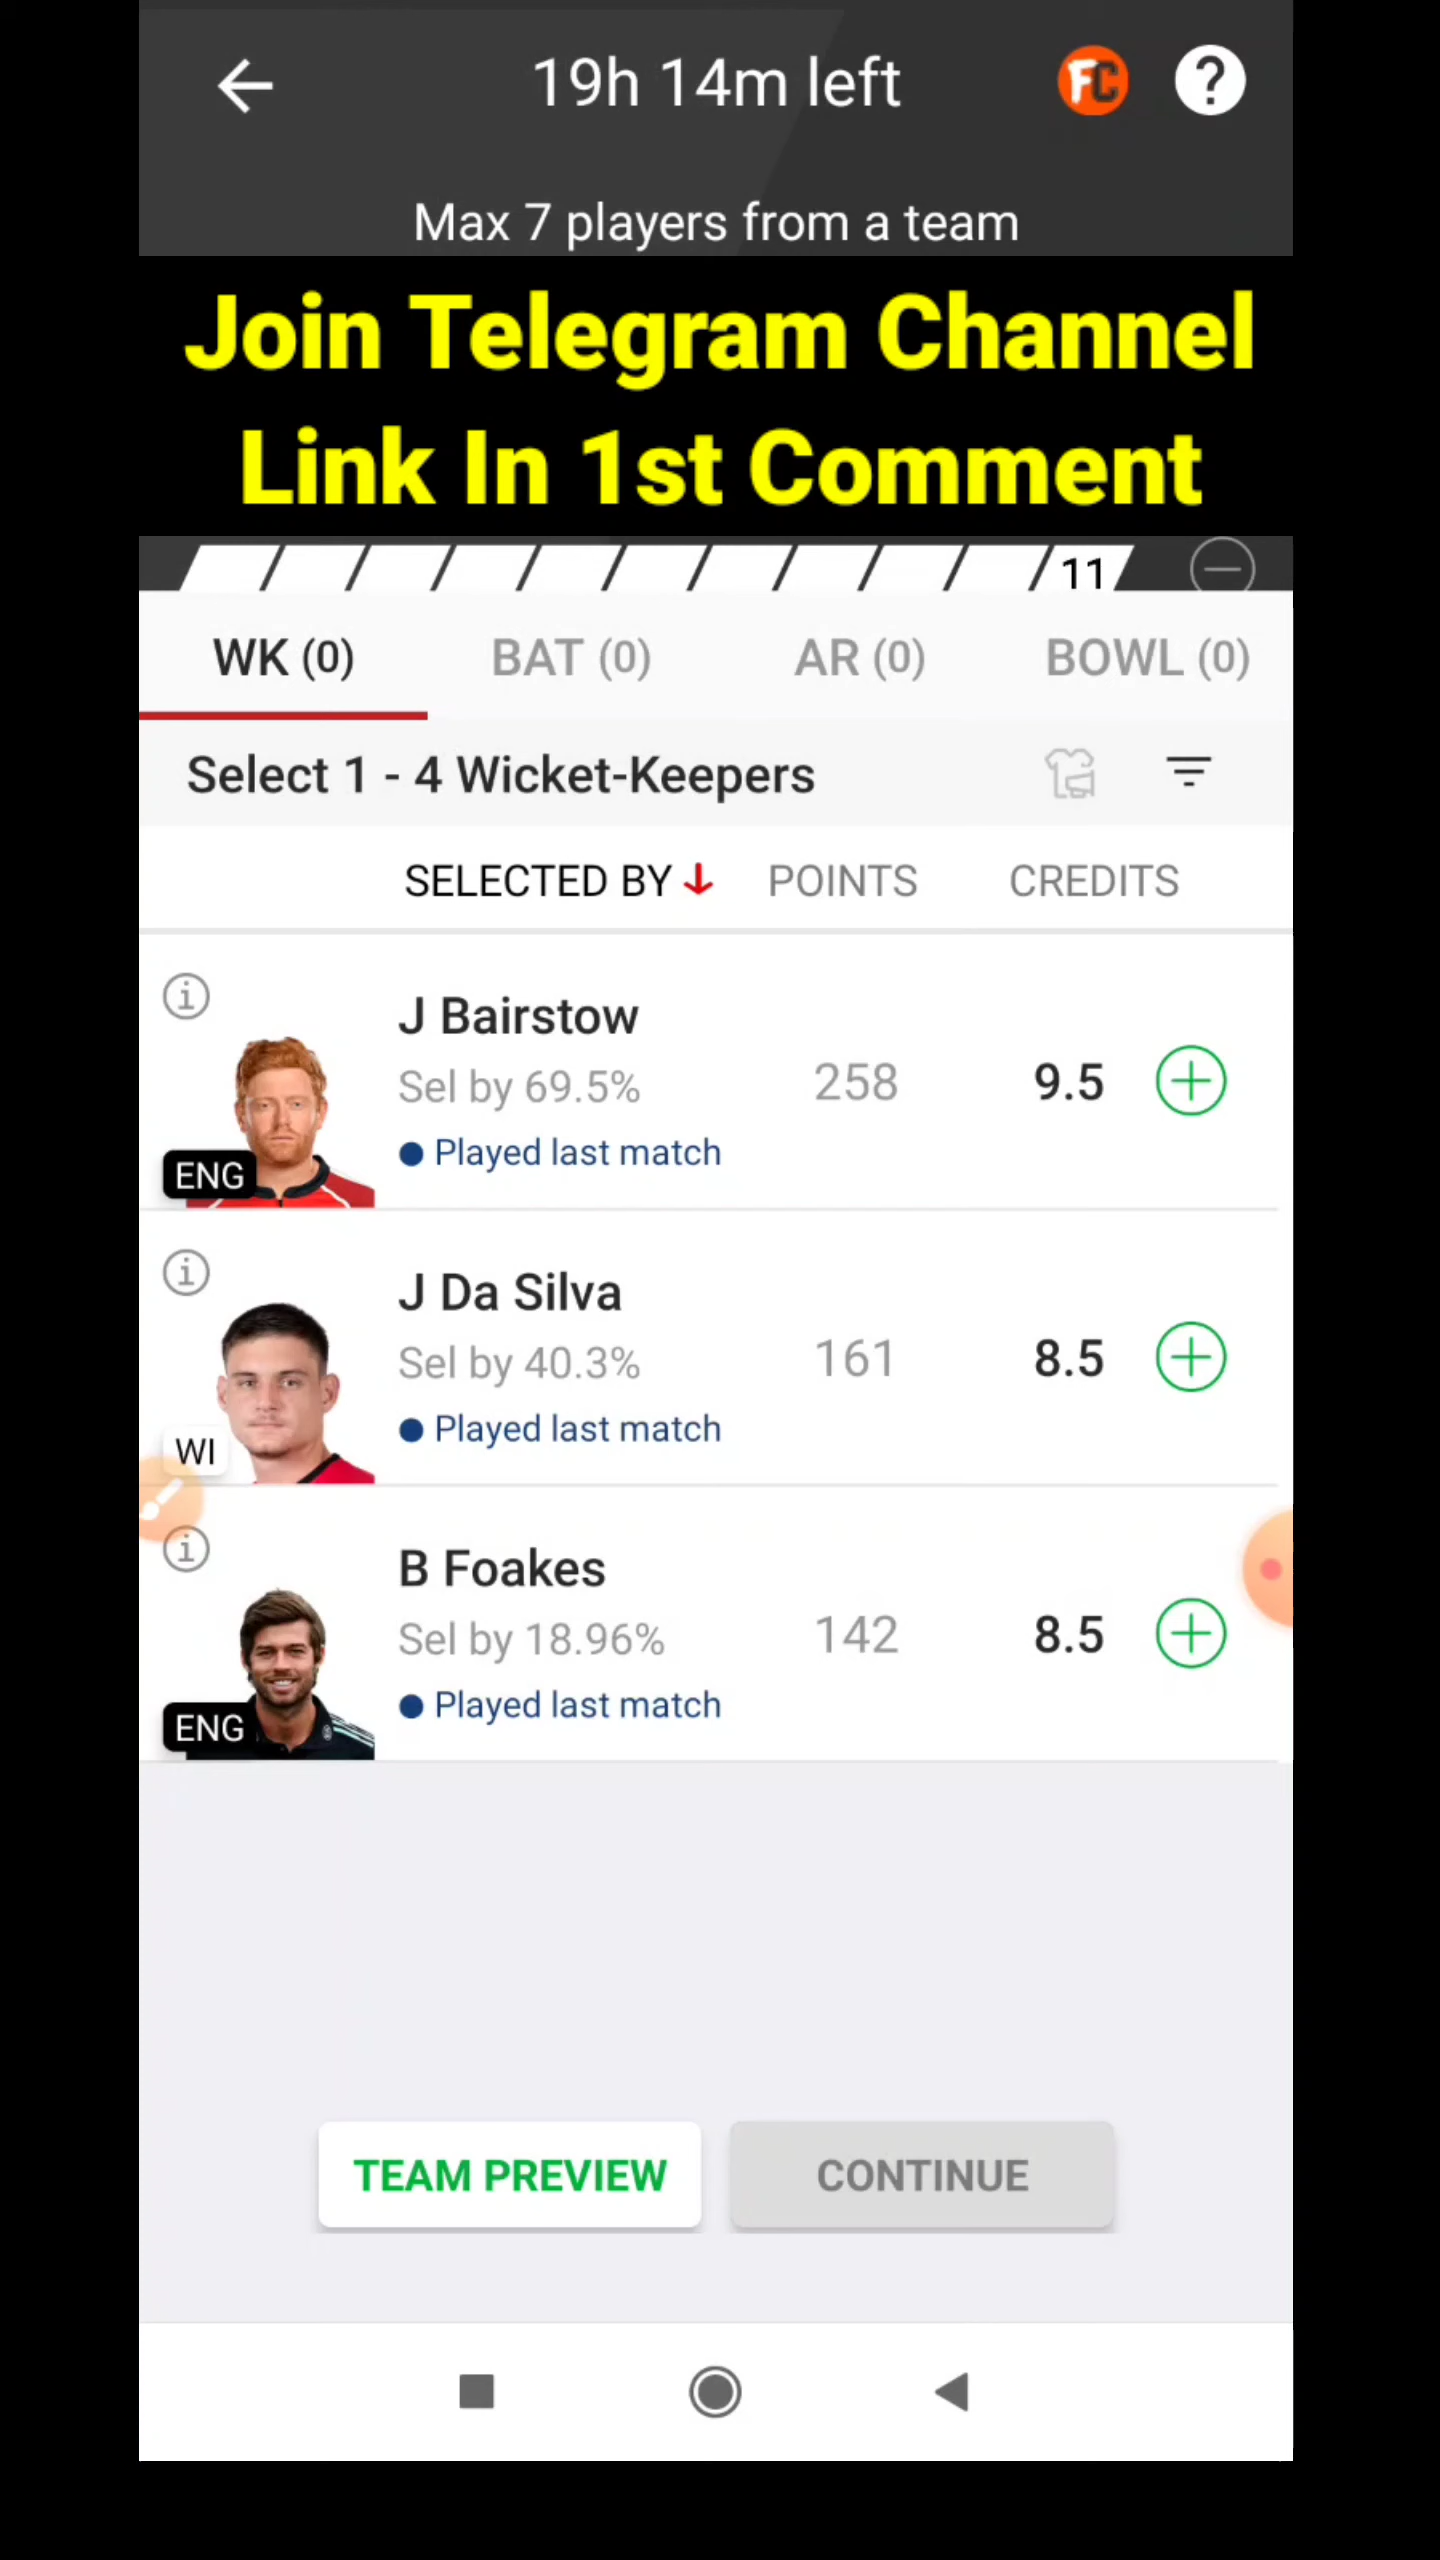 19h 14m left
FC
?
Max 7 players from a team
Join Telegram Channel
Link In 1st Comment
11
WK (0) BAT (0) AR (0) BOWL (0)
Select 1 - 4 Wicket-Keepers
SELECTED BY POINTS CREDITS
J Bairstow
Sel by 69.5% 258 9.5
Played last match
ENG
J Da Silva
Sel by 40.3% 161 8.5
Played last match
WI
B Foakes
Sel by 18.96% 142 8.5
Played last match
ENG
TEAM PREVIEW CONTINUE